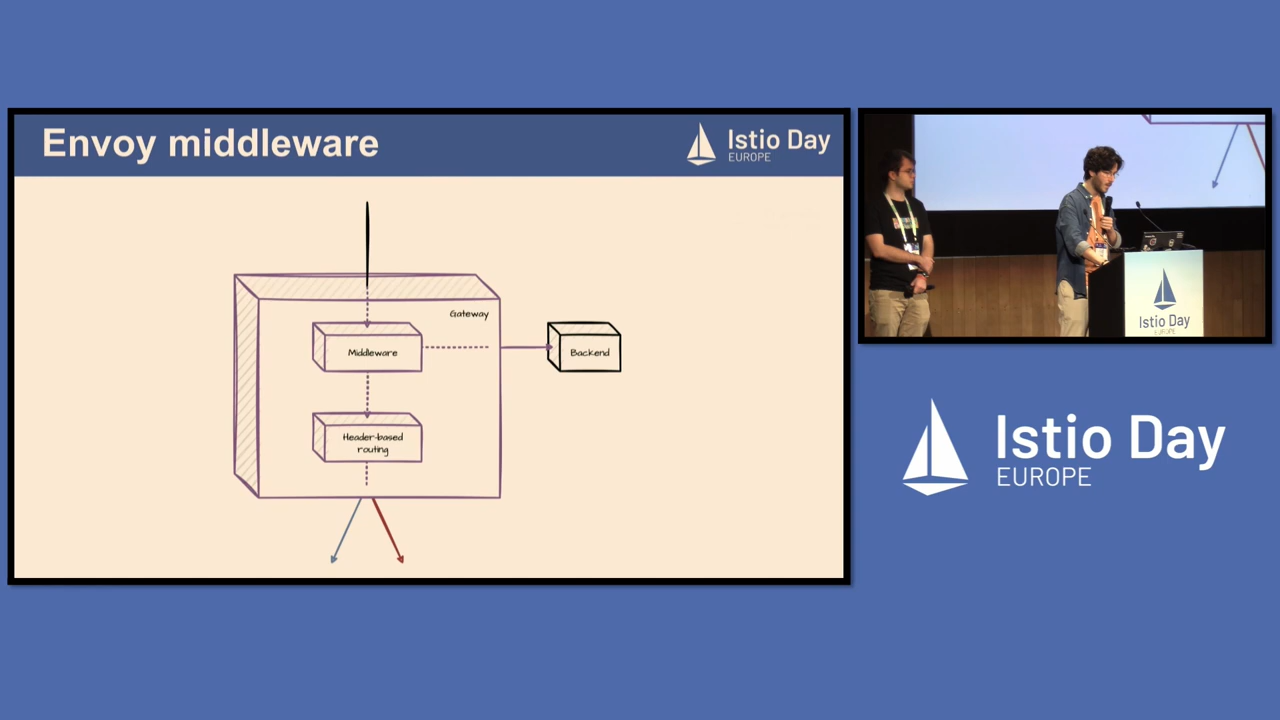 Envoy middleware
Istio Day
EUROPE
Gateway
Middleware
Backend
Header-based
routing
Istio Day
EUROPE
Istio Day
EUROPE